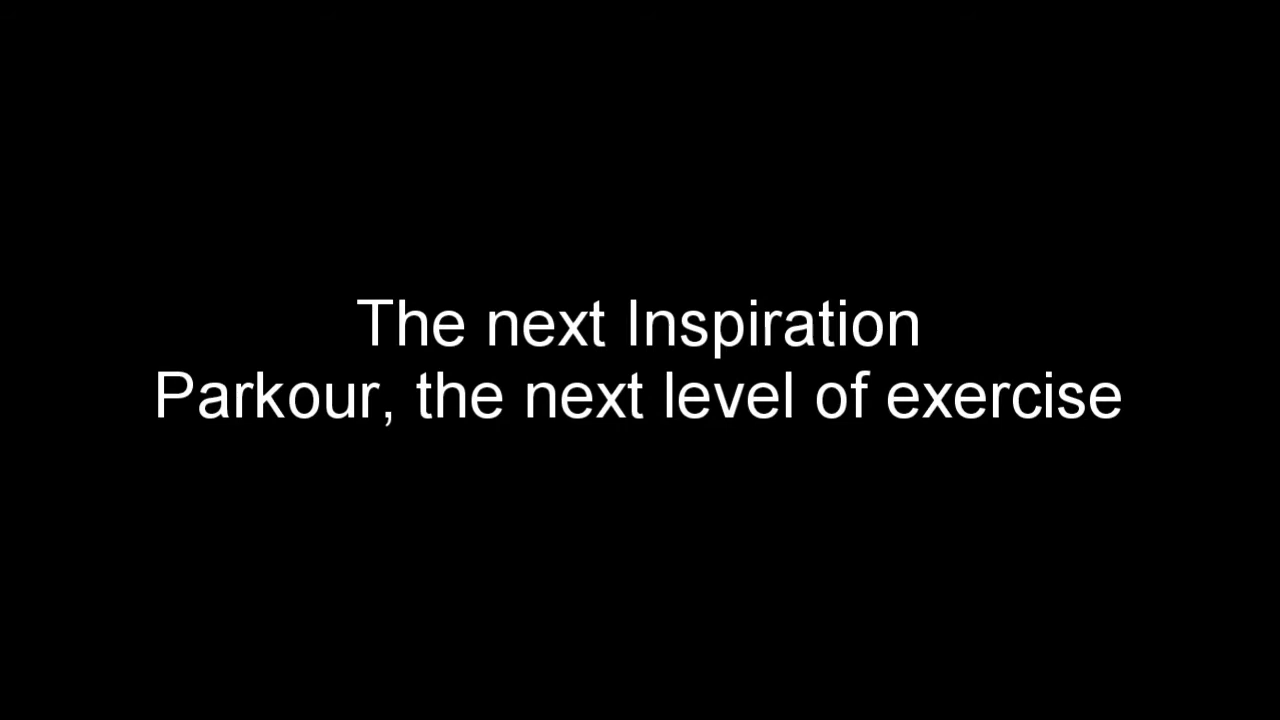 The next Inspiration
Parkour, the next level of exercise